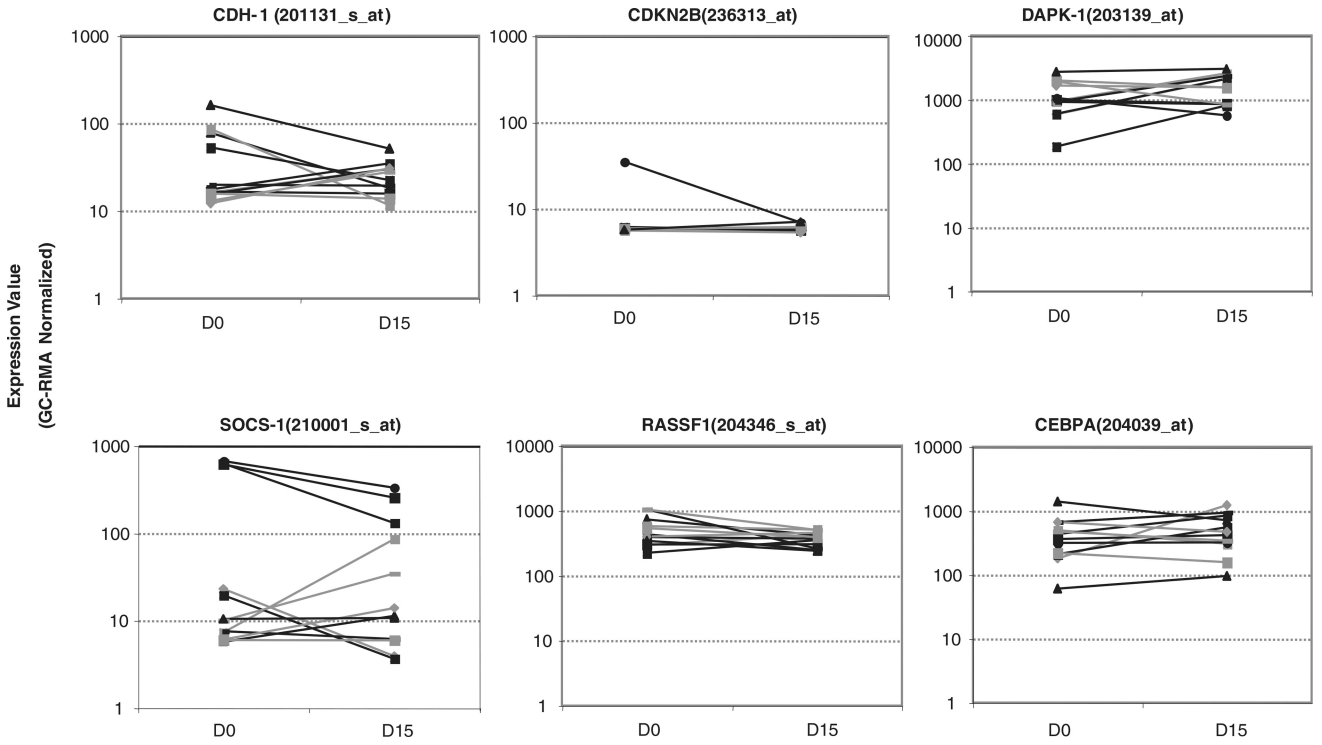 CDH-1 (201131_s_at)
1000
100
10
1
D0 D15
CDKN2B(236313_at)
1000
100
10
1
D0 D15
DAPK-1(203139_at)
10000
1000
100
10
1
D0 D15
Expression Value
(GC-RMA Normalized)
SOCS-1(210001_s_at)
1000
100
10
1
D0 D15
RASSF1(204346_s_at)
10000
1000
100
10
1
D0 D15
CEBPA(204039_at)
10000
1000
100
10
1
D0 D15